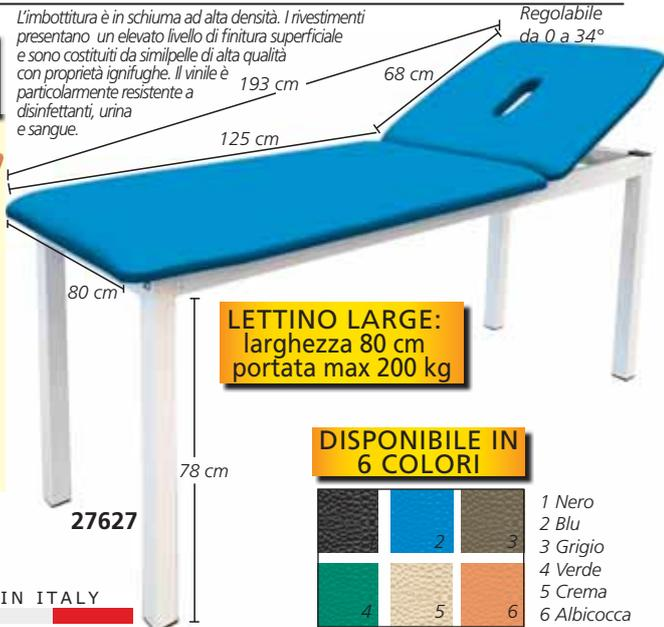 L'imbottitura è in schiuma ad alta densità. I rivestimenti
presentano un elevato livello di finitura superficiale
e sono costituiti da similpelle di alta qualità
con proprietà ignifughe. Il vinile è
particolarmente resistente a
disinfettanti, urina
e sangue.
Regolabile
da 0 a 34°
193 cm
68 cm
125 cm
80 cm
LETTINO LARGE:
larghezza 80 cm
portata max 200 kg
78 cm
27627
DISPONIBILE IN
6 COLORI
2
3
4
5
6
1 Nero
2 Blu
3 Grigio
4 Verde
5 Crema
6 Albicocca
IN ITALY